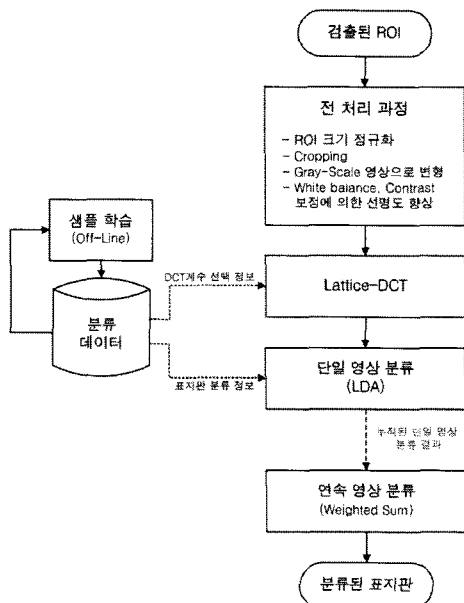 검출된 ROI
전 처리 과정
- ROI 크기 정규화
- Cropping
- Gray-Scale 영상으로 변형
- White balance, Contrast
보정에 의한 선명도 향상
샘플 학습
(Off-Line)
DCT계수 선택 정보
Lattice-DCT
분류
데이터
표지판 분류 정보
단일 영상 분류
(LDA)
누적된 단일 영상
분류 결과
연속 영상 분류
(Weighted Sum)
분류된 표지판